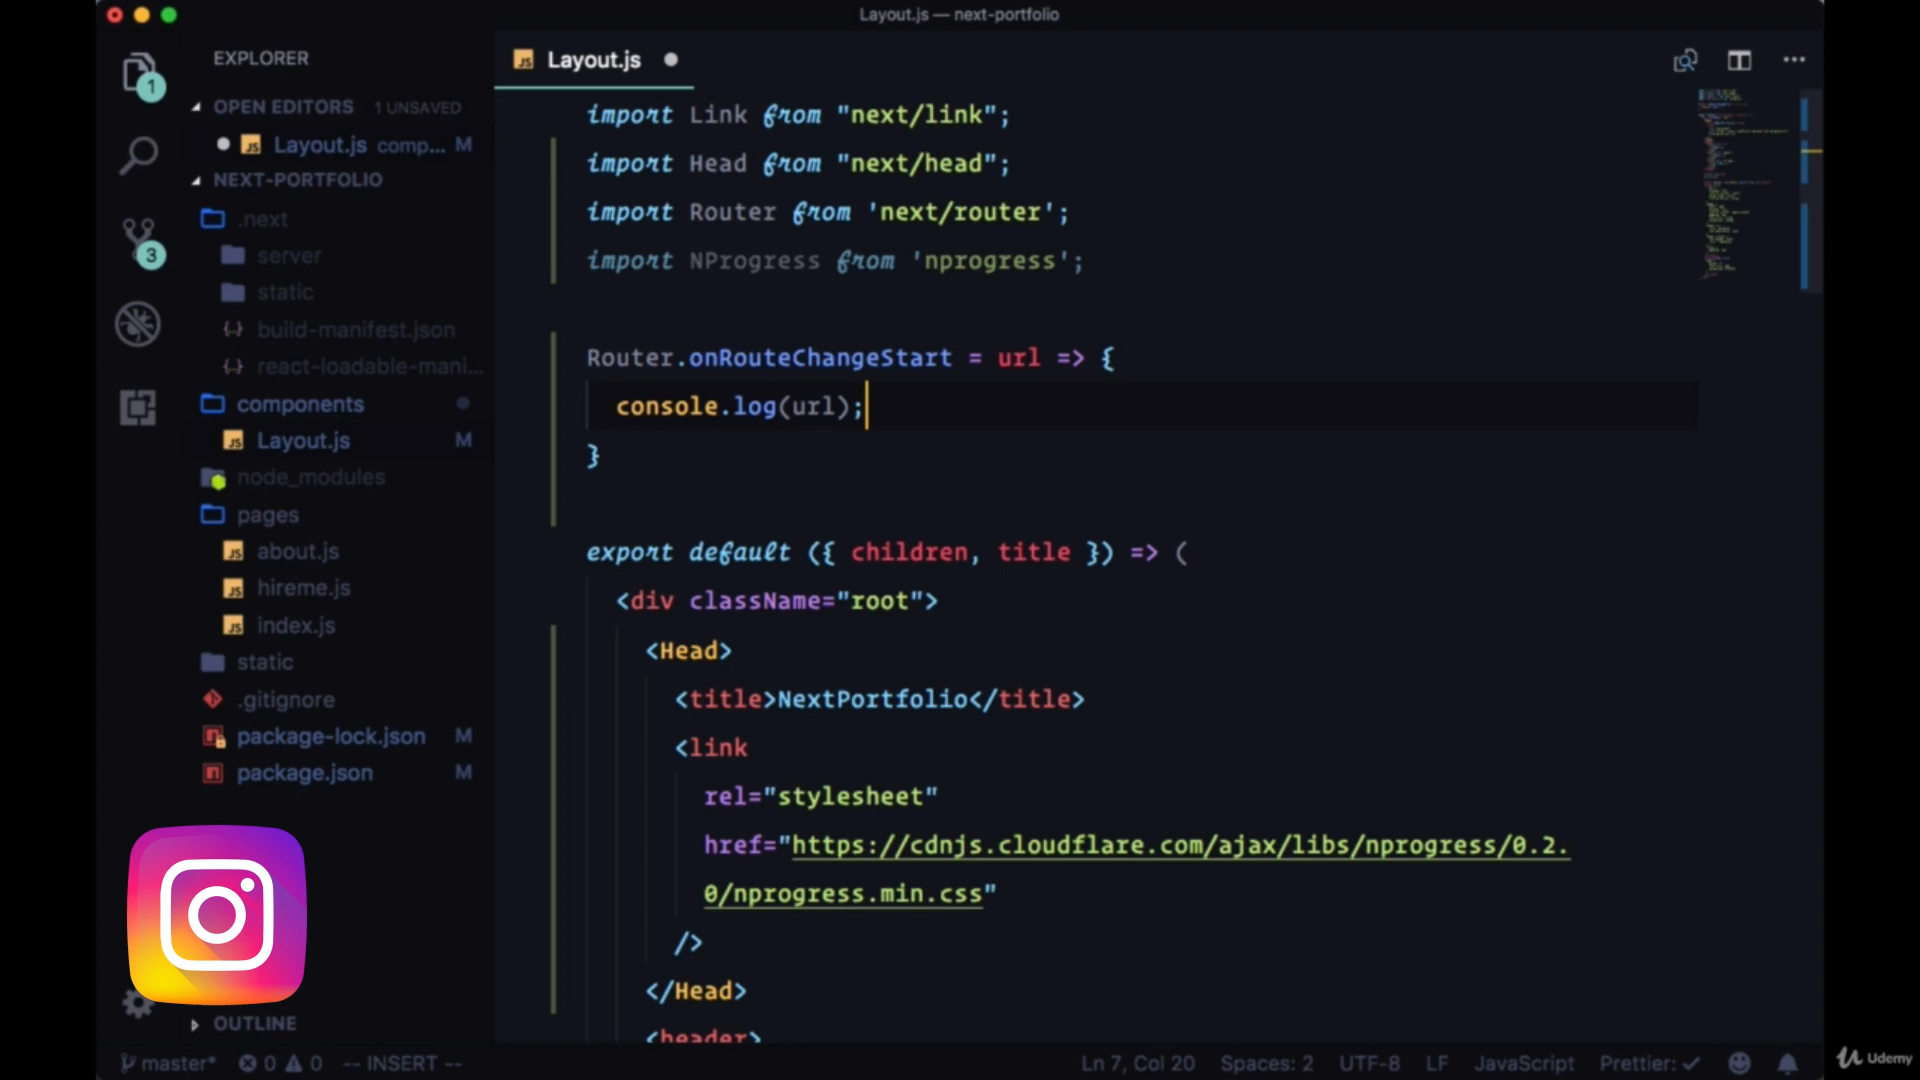 Layout.js — next-portfolio
EXPLORER
OPEN EDITORS 1 UNSAVED
Layout.js comp... M
NEXT-PORTFOLIO
.next
server
static
build-manifest.json
react-loadable-mani...
components
Layout.js M
node_modules
pages
about.js
hireme.js
index.js
static
.gitignore
package-lock.json M
package.json M
OUTLINE
1
3
Layout.js
import Link from "next/link";
import Head from "next/head";
import Router from 'next/router';
import NProgress from 'nprogress';
Router.onRouteChangeStart = url => {
console.log(url);
}
export default ({ children, title }) => (
<div className="root">
<Head>
<title>NextPortfolio</title>
<link
rel="stylesheet"
href="https://cdnjs.cloudflare.com/ajax/libs/nprogress/0.2.
0/nprogress.min.css"
/>
</Head>
<header>
master* 0 0 -- INSERT -- Ln 7, Col 20 Spaces: 2 UTF-8 LF JavaScript Prettier: ✓
Udemy